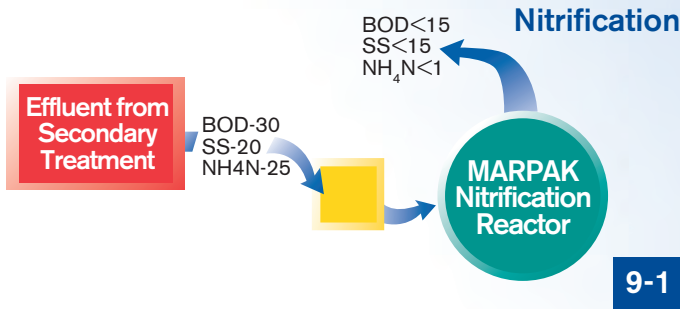 Nitrification
BOD<15
SS<15
NH₄N<1
Effluent from
Secondary
Treatment
BOD-30
SS-20
NH4N-25
MARPAK
Nitrification
Reactor
9-1